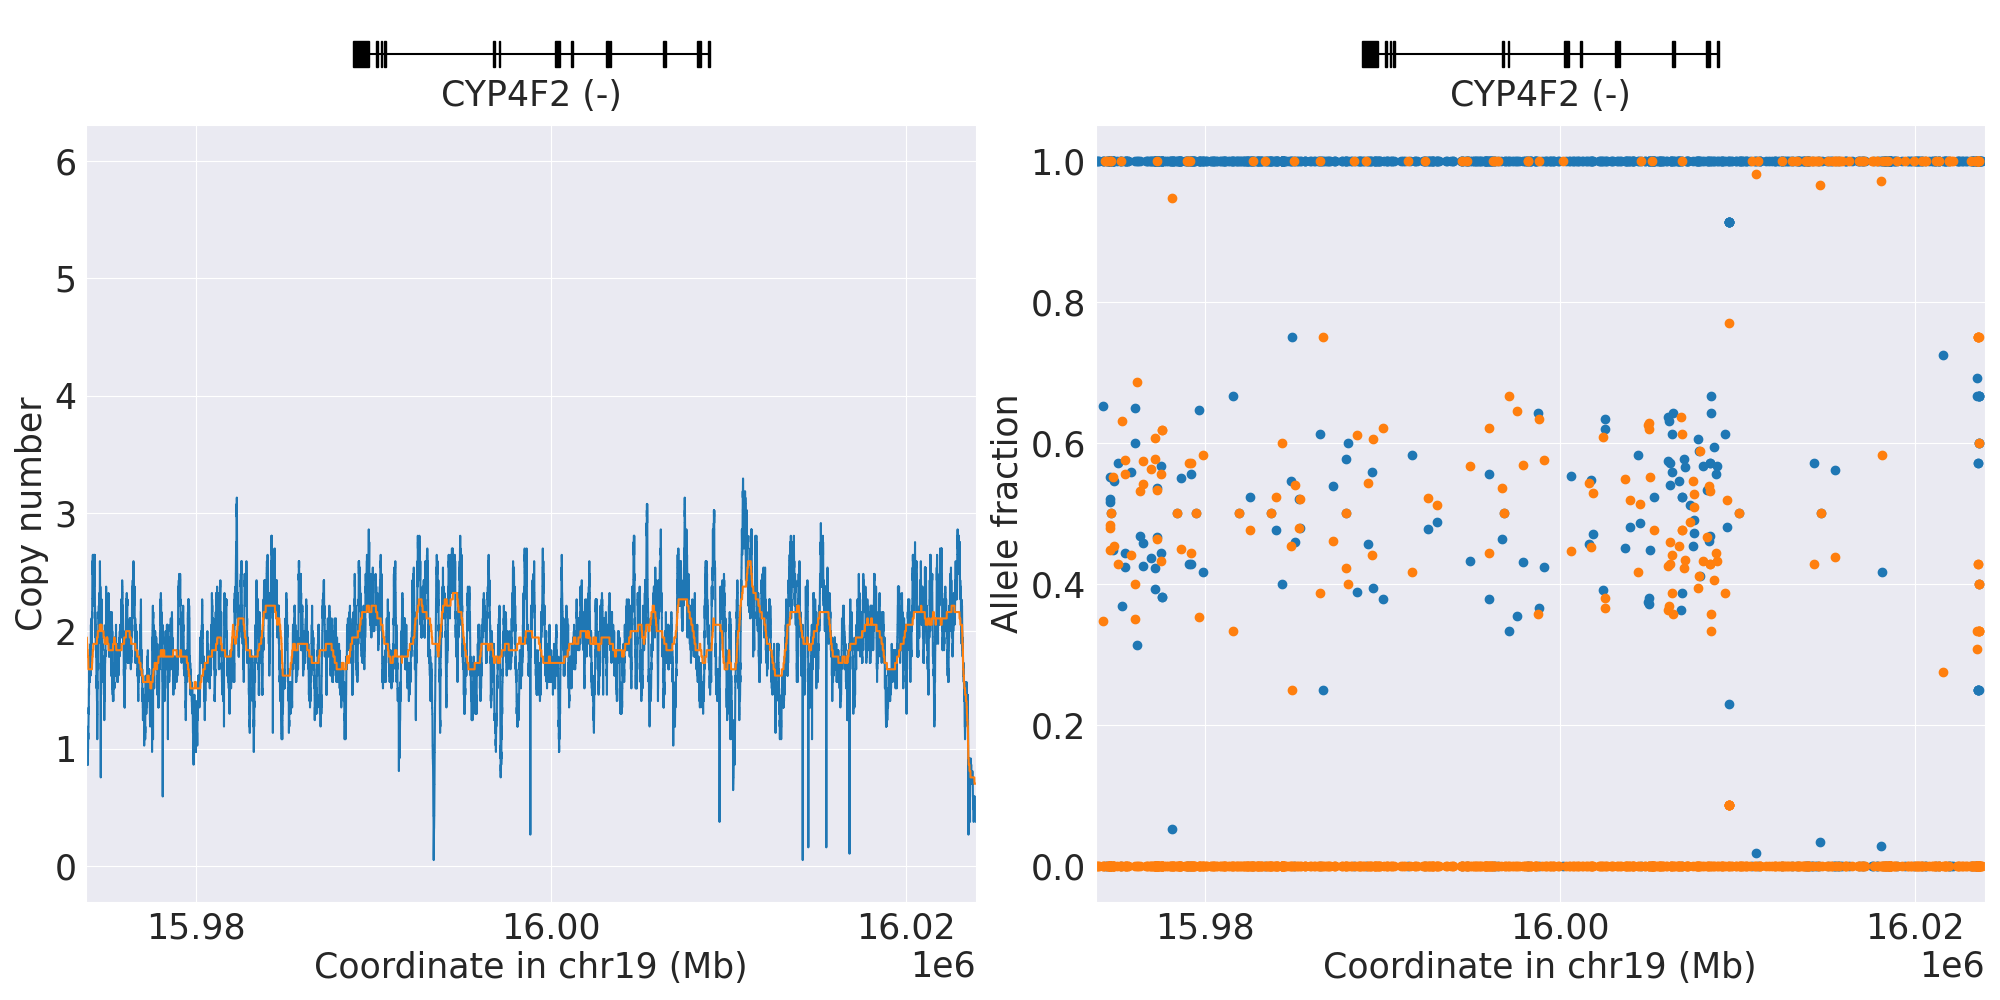 CYP4F2 (-)
Copy number
6
5
4
3
2
1
0
15.98
16.00
16.02
Coordinate in chr19 (Mb)
1e6
CYP4F2 (-)
Allele fraction
1.0
0.8
0.6
0.4
0.2
0.0
15.98
16.00
16.02
Coordinate in chr19 (Mb)
1e6